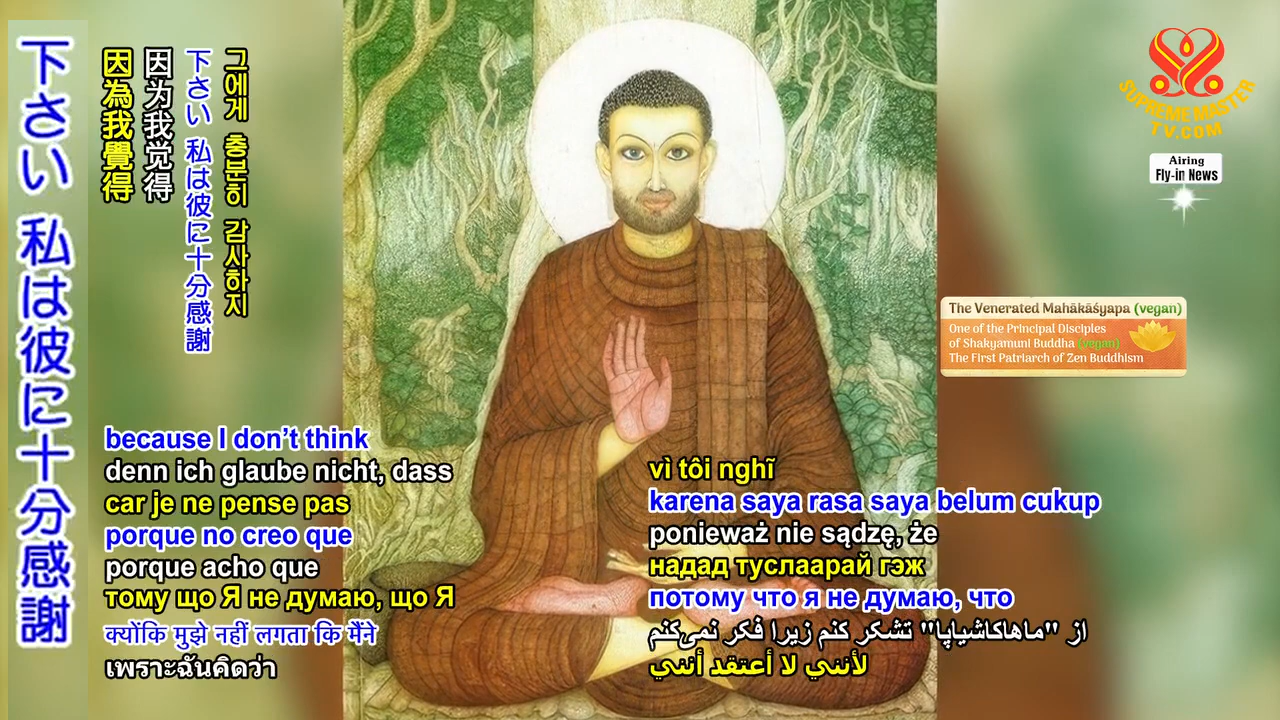 下さい 私は彼に十分感謝
因為我覺得
因为我觉得
下さい 私は彼に十分感謝
그에게 충분히 감사하지
because I don't think
denn ich glaube nicht, dass
car je ne pense pas
porque no creo que
porque acho que
тому що Я не думаю, що Я
क्योंकि मुझे नहीं लगता कि मैंने
เพราะฉันคิดว่า
vì tôi nghĩ
karena saya rasa saya belum cukup
ponieważ nie sądzę, że
надад туслаарай гэж
потому что я не думаю, что
از "ماهاکاشیاپا" تشکر کنم زیرا فکر نمی‌کنم
لأنني لا أعتقد أنني
SUPREME MASTER
TV.COM
Airing
Fly-in News
The Venerated Mahākāśyapa (vegan)
One of the Principal Disciples
of Shakyamuni Buddha (vegan)
The First Patriarch of Zen Buddhism